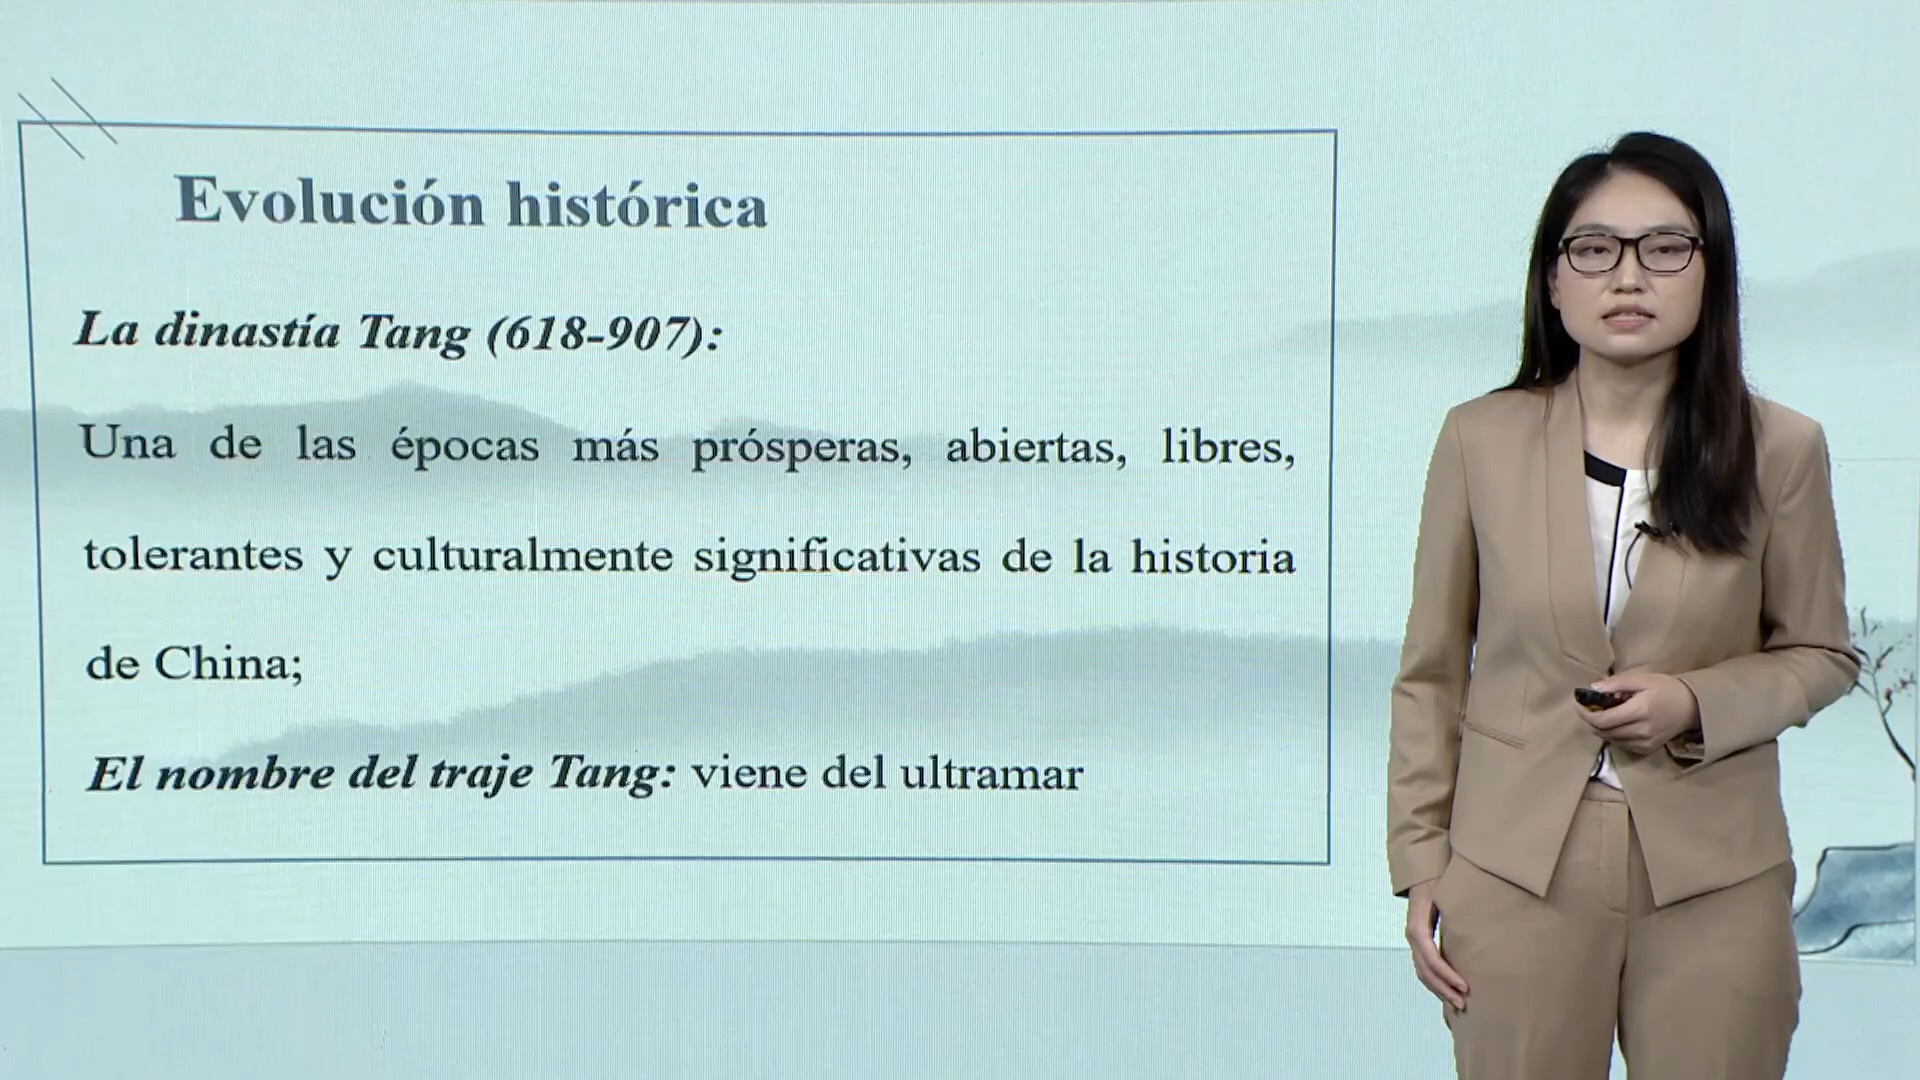 Evolución histórica
La dinastía Tang (618-907):
Una de las épocas más prósperas, abiertas, libres,
tolerantes y culturalmente significativas de la historia
de China;
El nombre del traje Tang: viene del ultramar